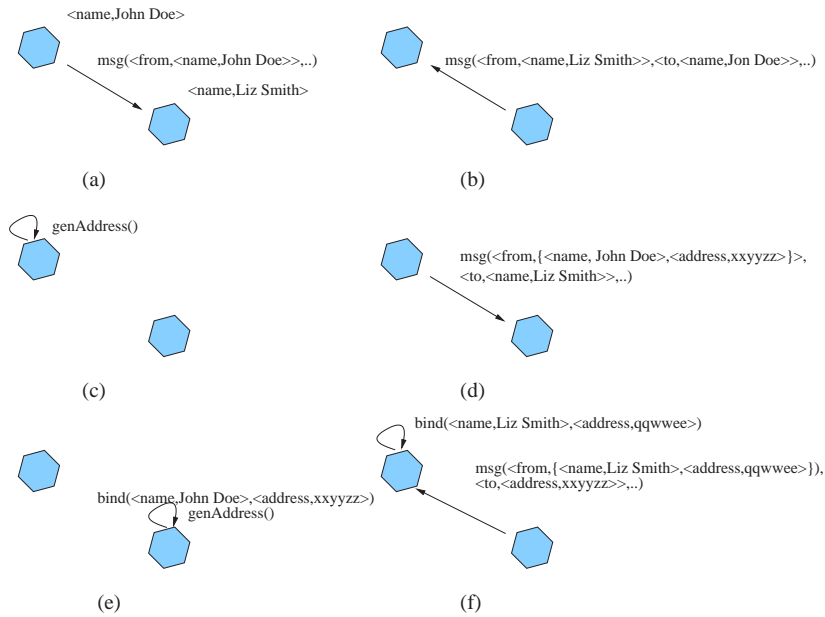 <name,John Doe>
msg(<from,<name,John Doe>>,..)
<name,Liz Smith>
(a)
msg(<from,<name,Liz Smith>>,<to,<name,Jon Doe>>,..)
(b)
genAddress()
(c)
msg(<from,{<name, John Doe>,<address,xxyyzz>}>,
<to,<name,Liz Smith>>,..)
(d)
bind(<name,John Doe>,<address,xxyyzz>)
genAddress()
(e)
bind(<name,Liz Smith>,<address,qqwwee>)
msg(<from,{<name,Liz Smith>,<address,qqwwee>}),
<to,<address,xxyyzz>>,..)
(f)